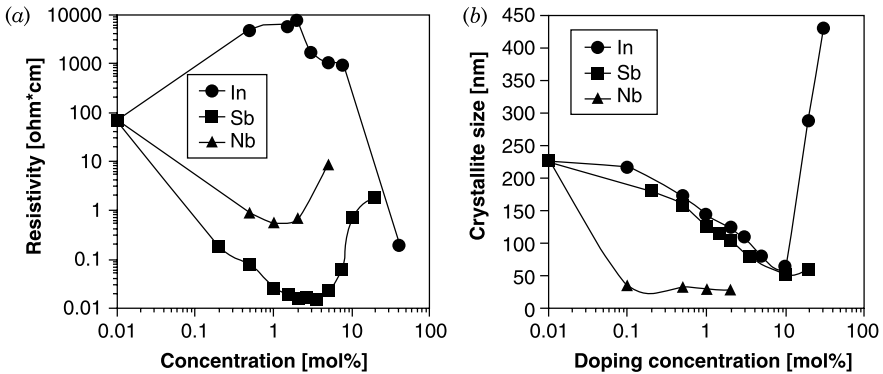 (a)
Resistivity [ohm*cm]
10000
1000
100
10
1
0.1
0.01
In
Sb
Nb
0.01 0.1 1 10 100
Concentration [mol%]
(b)
Crystallite size [nm]
450
400
350
300
250
200
150
100
50
0
In
Sb
Nb
0.01 0.1 1 10 100
Doping concentration [mol%]